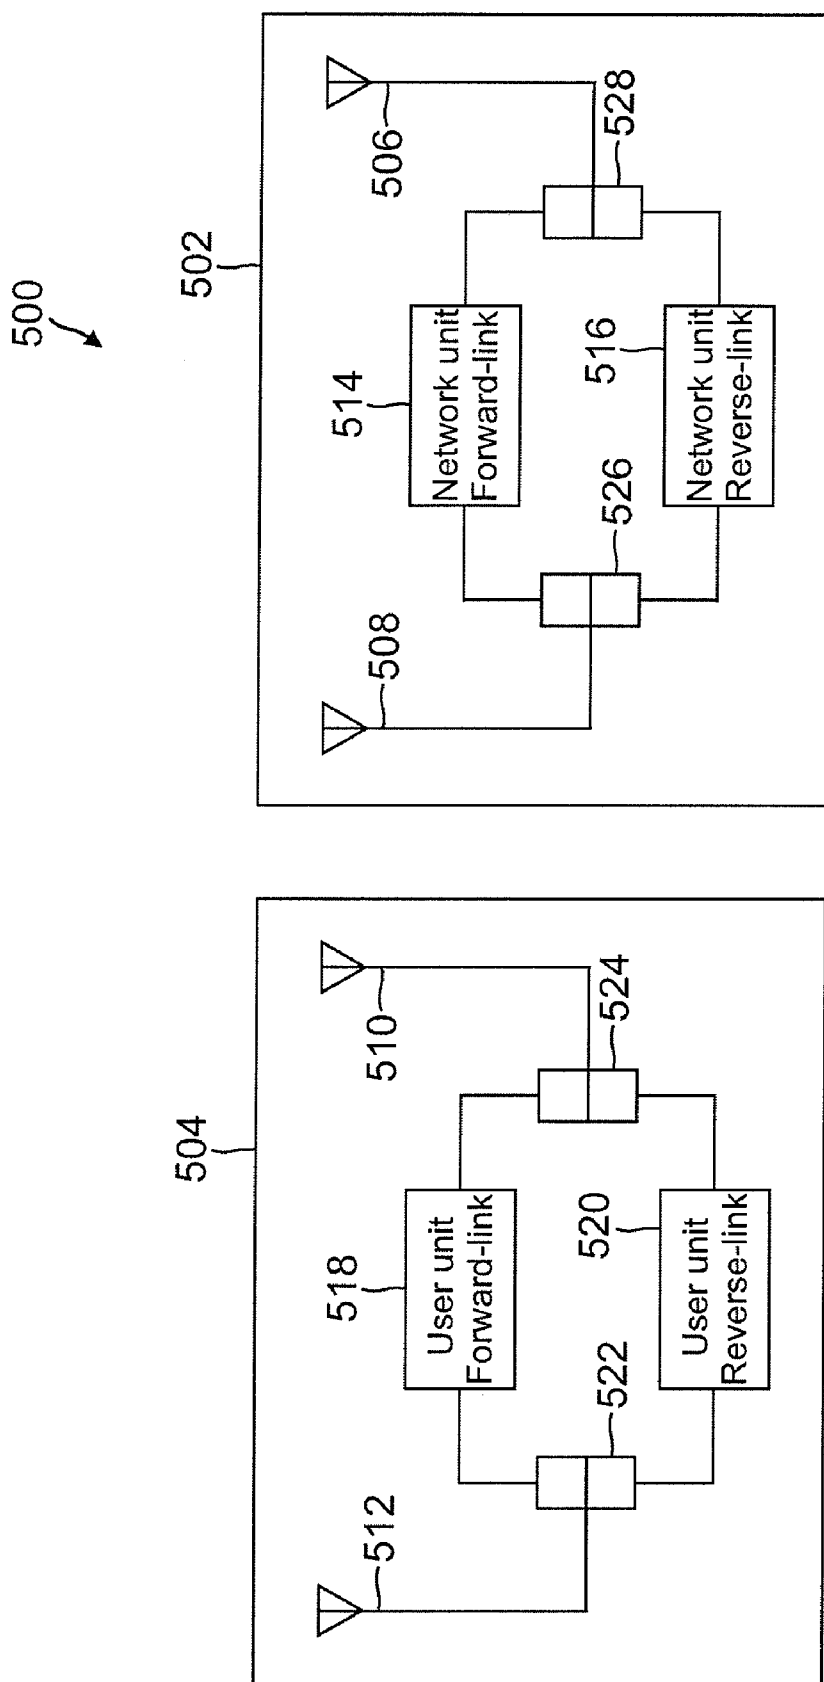 500
504
502
512
510
508
506
518
User unit
Forward-link
514
Network unit
Forward-link
522
524
526
528
520
User unit
Reverse-link
516
Network unit
Reverse-link